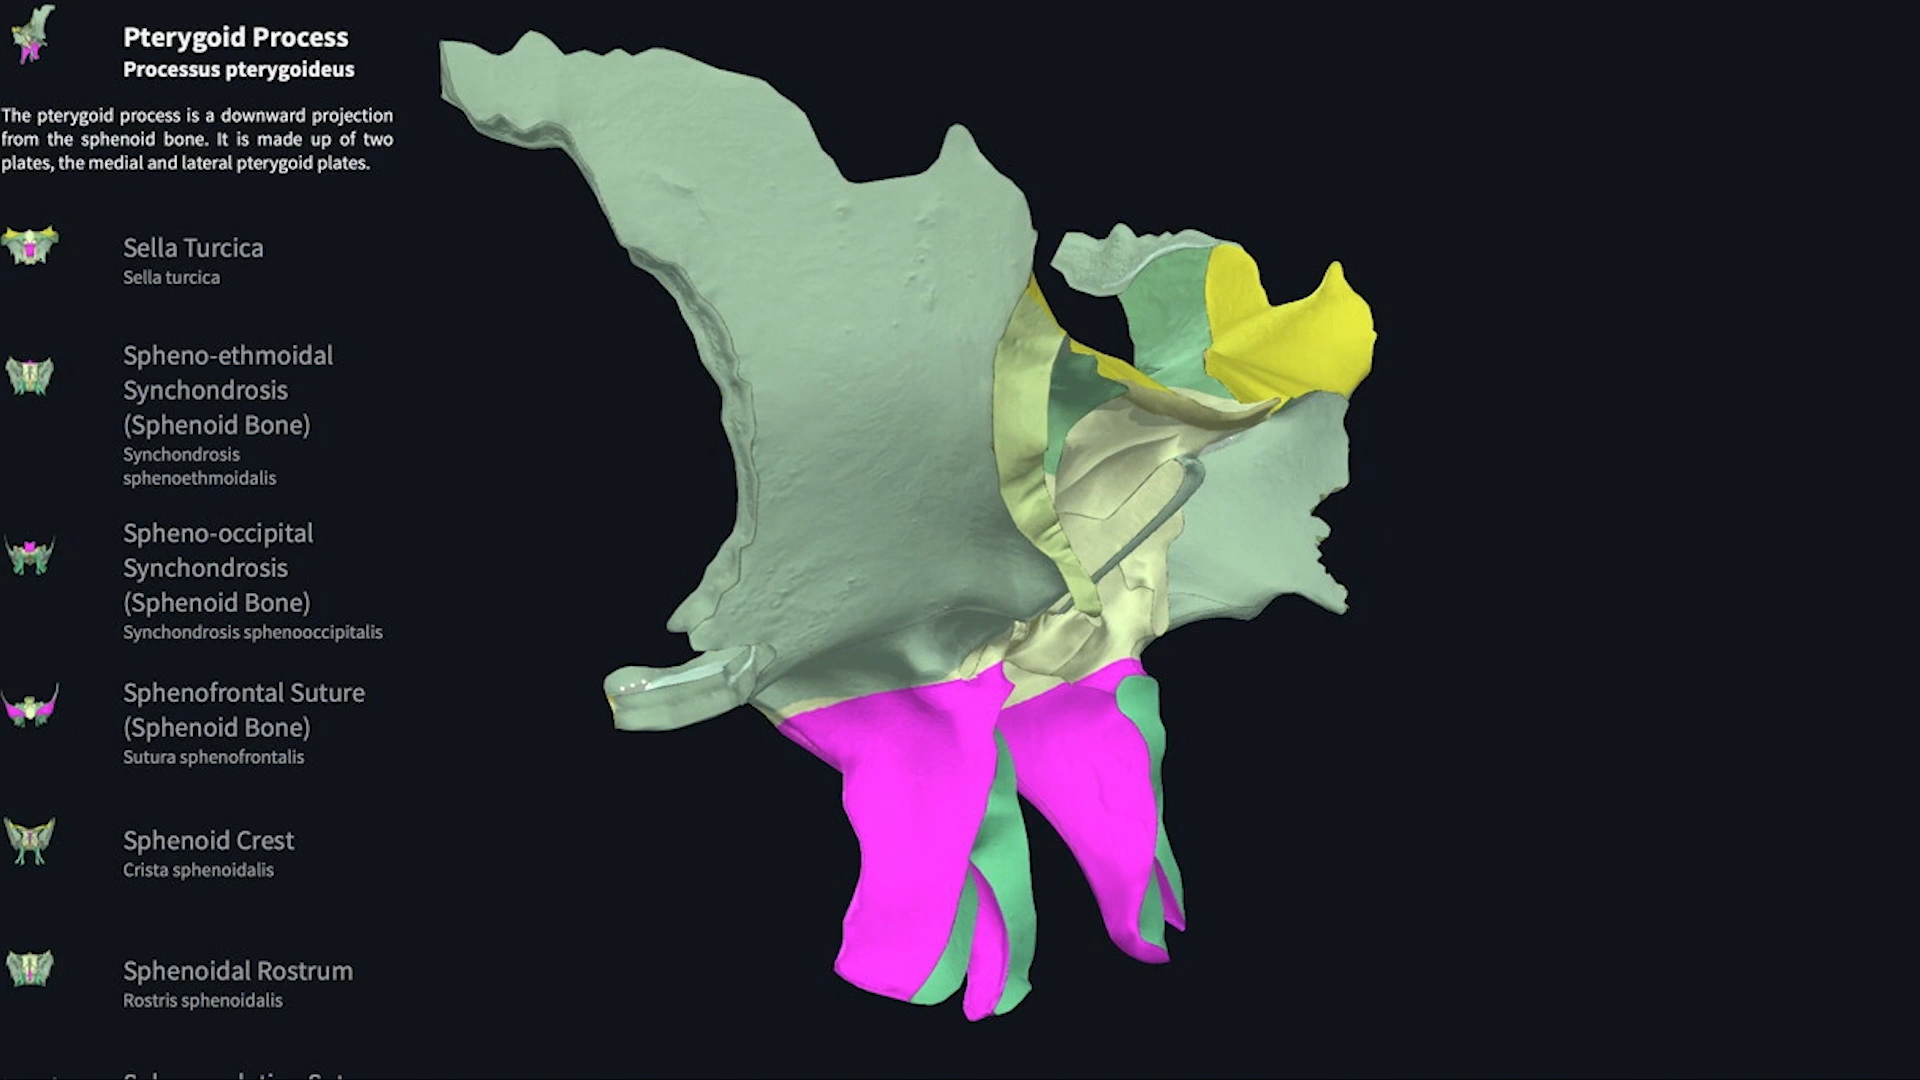 Pterygoid Process
Processus pterygoideus
The pterygoid process is a downward projection
from the sphenoid bone. It is made up of two
plates, the medial and lateral pterygoid plates.
Sella Turcica
Sella turcica
Spheno-ethmoidal
Synchondrosis
(Sphenoid Bone)
Synchondrosis
sphenoethmoidalis
Spheno-occipital
Synchondrosis
(Sphenoid Bone)
Synchondrosis sphenooccipitalis
Sphenofrontal Suture
(Sphenoid Bone)
Sutura sphenofrontalis
Sphenoid Crest
Crista sphenoidalis
Sphenoidal Rostrum
Rostris sphenoidalis